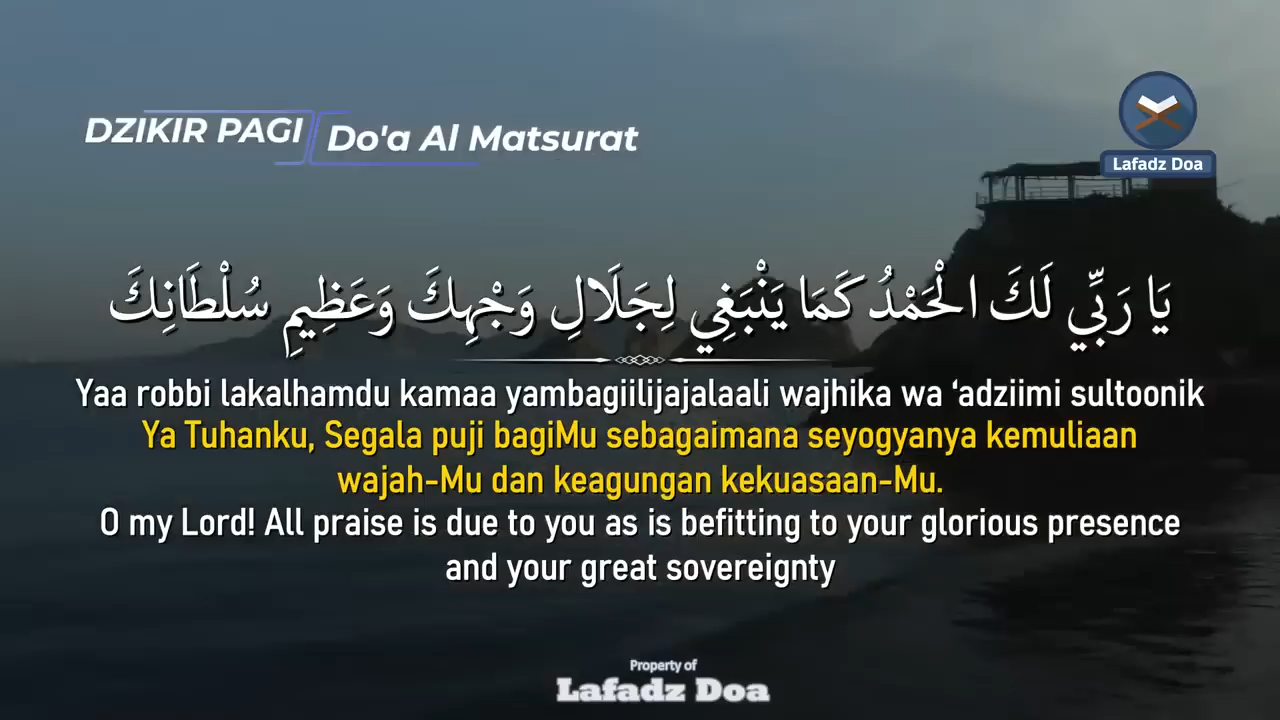 DZIKIR PAGI
Do'a Al Matsurat
Lafadz Doa
يَا رَبِّي لَكَ الْحَمْدُ كَمَا يَنْبَغِي لِجَلَالِ وَجْهِكَ وَعَظِيمِ سُلْطَانِكَ
Yaa robbi lakalhamdu kamaa yambagiilijajalaali wajhika wa ‘adziimi sultoonik
Ya Tuhanku, Segala puji bagiMu sebagaimana seyogyanya kemuliaan
wajah-Mu dan keagungan kekuasaan-Mu.
O my Lord! All praise is due to you as is befitting to your glorious presence
and your great sovereignty
Property of
Lafadz Doa